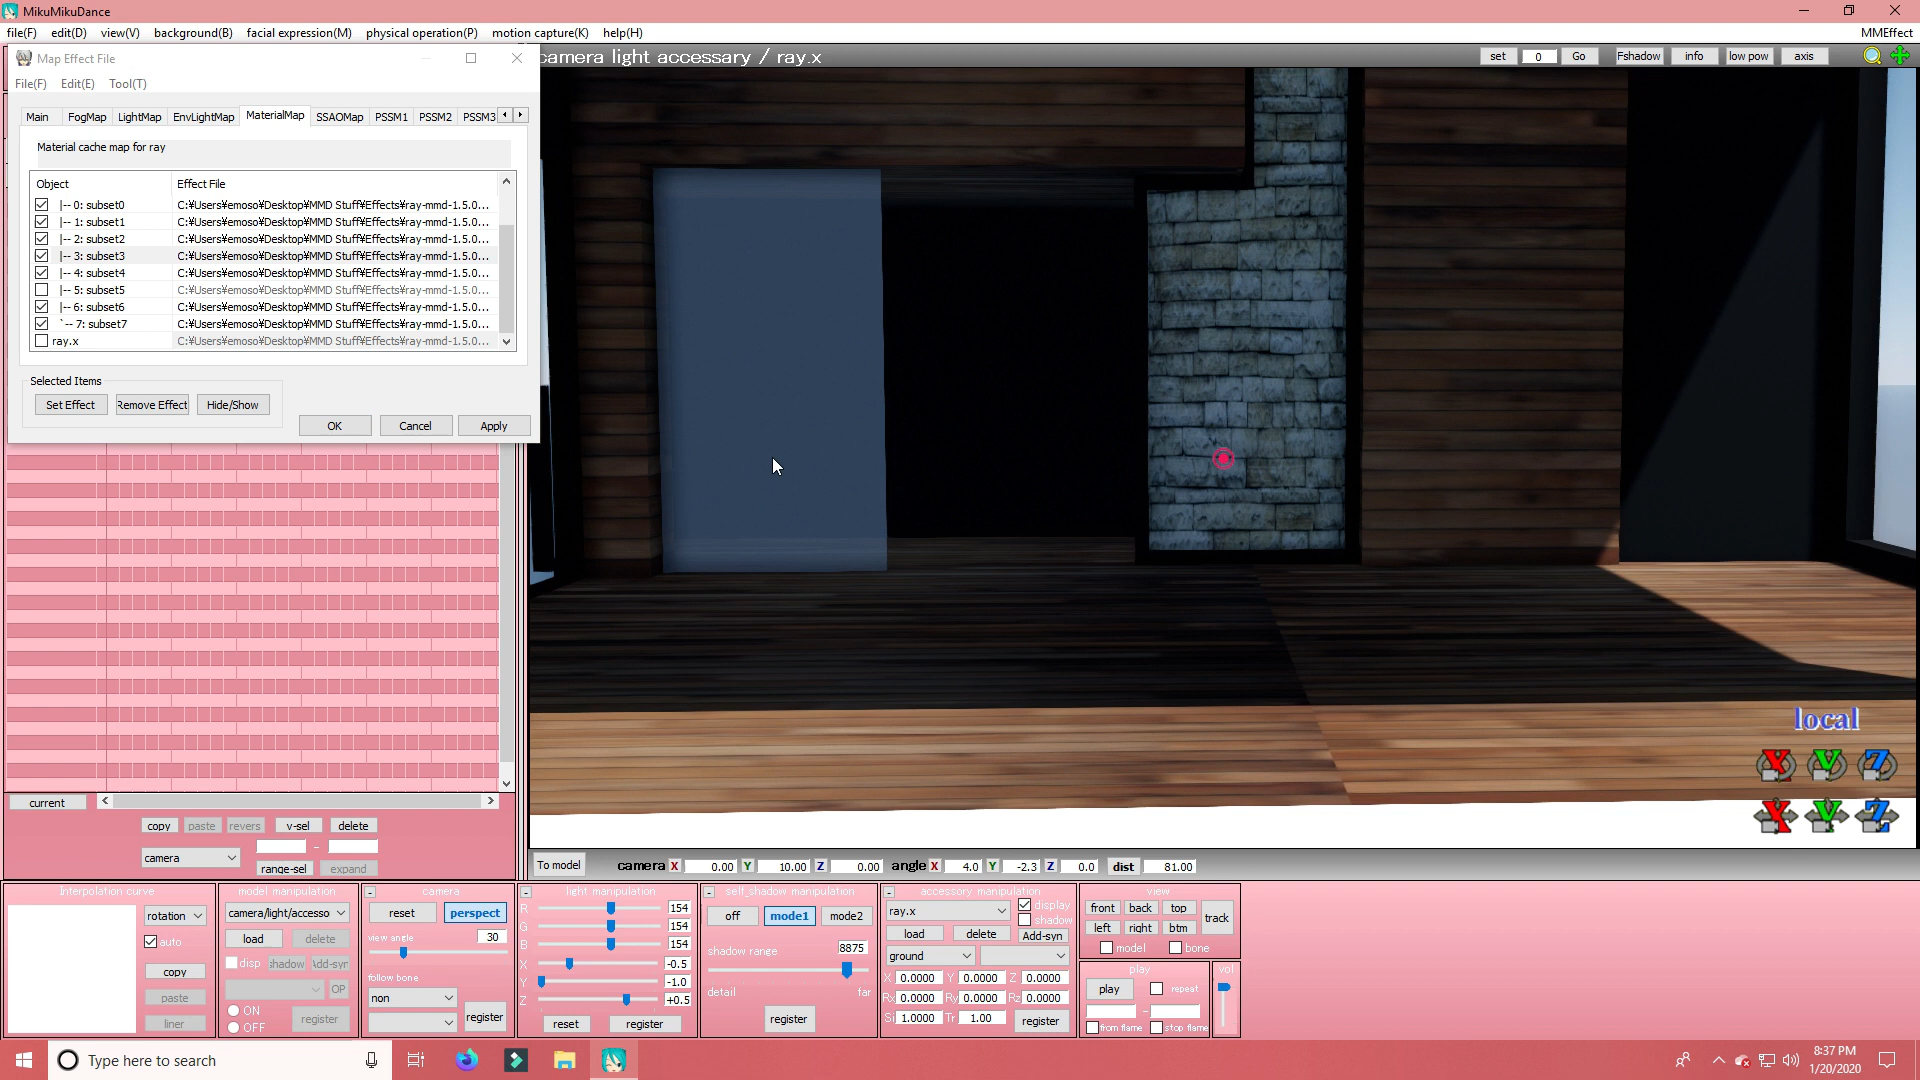 MikuMikuDance
file(F) edit(D) view(V) background(B) facial expression(M) physical operation(P) motion capture(K) help(H) MMEffect
Map Effect File
camera light accessary / ray.x
set 0 Go Fshadow info low pow axis
File(F) Edit(E) Tool(T)
Main FogMap LightMap EnvLightMap MaterialMap SSAOMap PSSM1 PSSM2 PSSM3
Material cache map for ray
Object Effect File
|-- 0: subset0 C:¥Users¥emoso¥Desktop¥MMD Stuff¥Effects¥ray-mmd-1.5.0...
|-- 1: subset1 C:¥Users¥emoso¥Desktop¥MMD Stuff¥Effects¥ray-mmd-1.5.0...
|-- 2: subset2 C:¥Users¥emoso¥Desktop¥MMD Stuff¥Effects¥ray-mmd-1.5.0...
|-- 3: subset3 C:¥Users¥emoso¥Desktop¥MMD Stuff¥Effects¥ray-mmd-1.5.0...
|-- 4: subset4 C:¥Users¥emoso¥Desktop¥MMD Stuff¥Effects¥ray-mmd-1.5.0...
|-- 5: subset5 C:¥Users¥emoso¥Desktop¥MMD Stuff¥Effects¥ray-mmd-1.5.0...
|-- 6: subset6 C:¥Users¥emoso¥Desktop¥MMD Stuff¥Effects¥ray-mmd-1.5.0...
`-- 7: subset7 C:¥Users¥emoso¥Desktop¥MMD Stuff¥Effects¥ray-mmd-1.5.0...
ray.x C:¥Users¥emoso¥Desktop¥MMD Stuff¥Effects¥ray-mmd-1.5.0...
Selected Items
Set Effect Remove Effect Hide/Show
OK Cancel Apply
local
X Y Z
X Y Z
current
copy paste revers v-sel delete
camera -
range-sel expand
To model camera X 0.00 Y 10.00 Z 0.00 angle X 4.0 Y -2.3 Z 0.0 dist 81.00
Interpolation curve
rotation
auto
copy
paste
liner
model manipulation
camera/light/accesso
load delete
disp shadow Add-syn
OP
ON
OFF
register
- camera
reset perspect
view angle 30
follow bone
non
register
- light manipulation
R 154
G 154
B 154
X -0.5
Y -1.0
Z +0.5
reset register
- self_shadow manipulation
off mode1 mode2
shadow range 8875
detail far
register
- accessory manipulation
ray.x display
shadow
load delete Add-syn
ground
X 0.0000 Y 0.0000 Z 0.0000
Rx 0.0000 Ry 0.0000 Rz 0.0000
Si 1.0000 Tr 1.00 register
view
front back top
left right btm
track
model bone
play
play repeat
-
from flame stop flame
vol
Type here to search
8:37 PM
1/20/2020